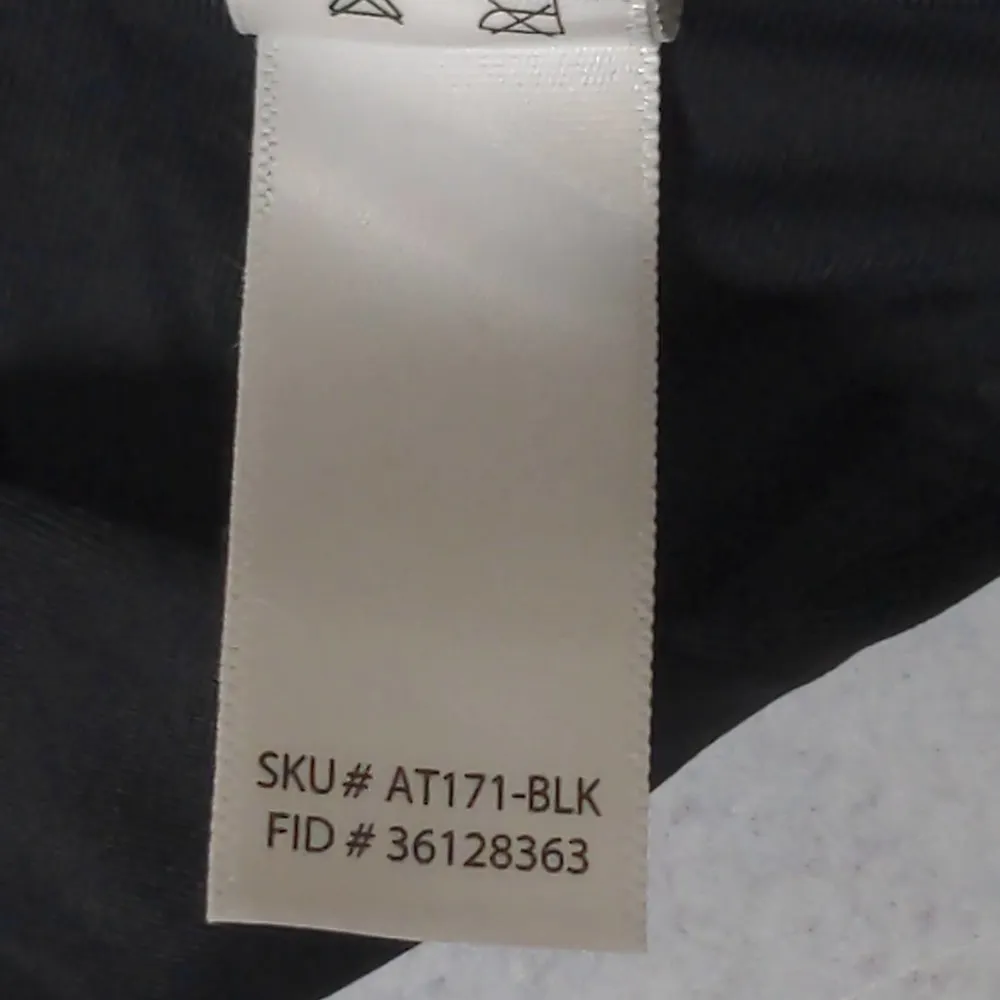 SKU# AT171-BLK
FID # 36128363